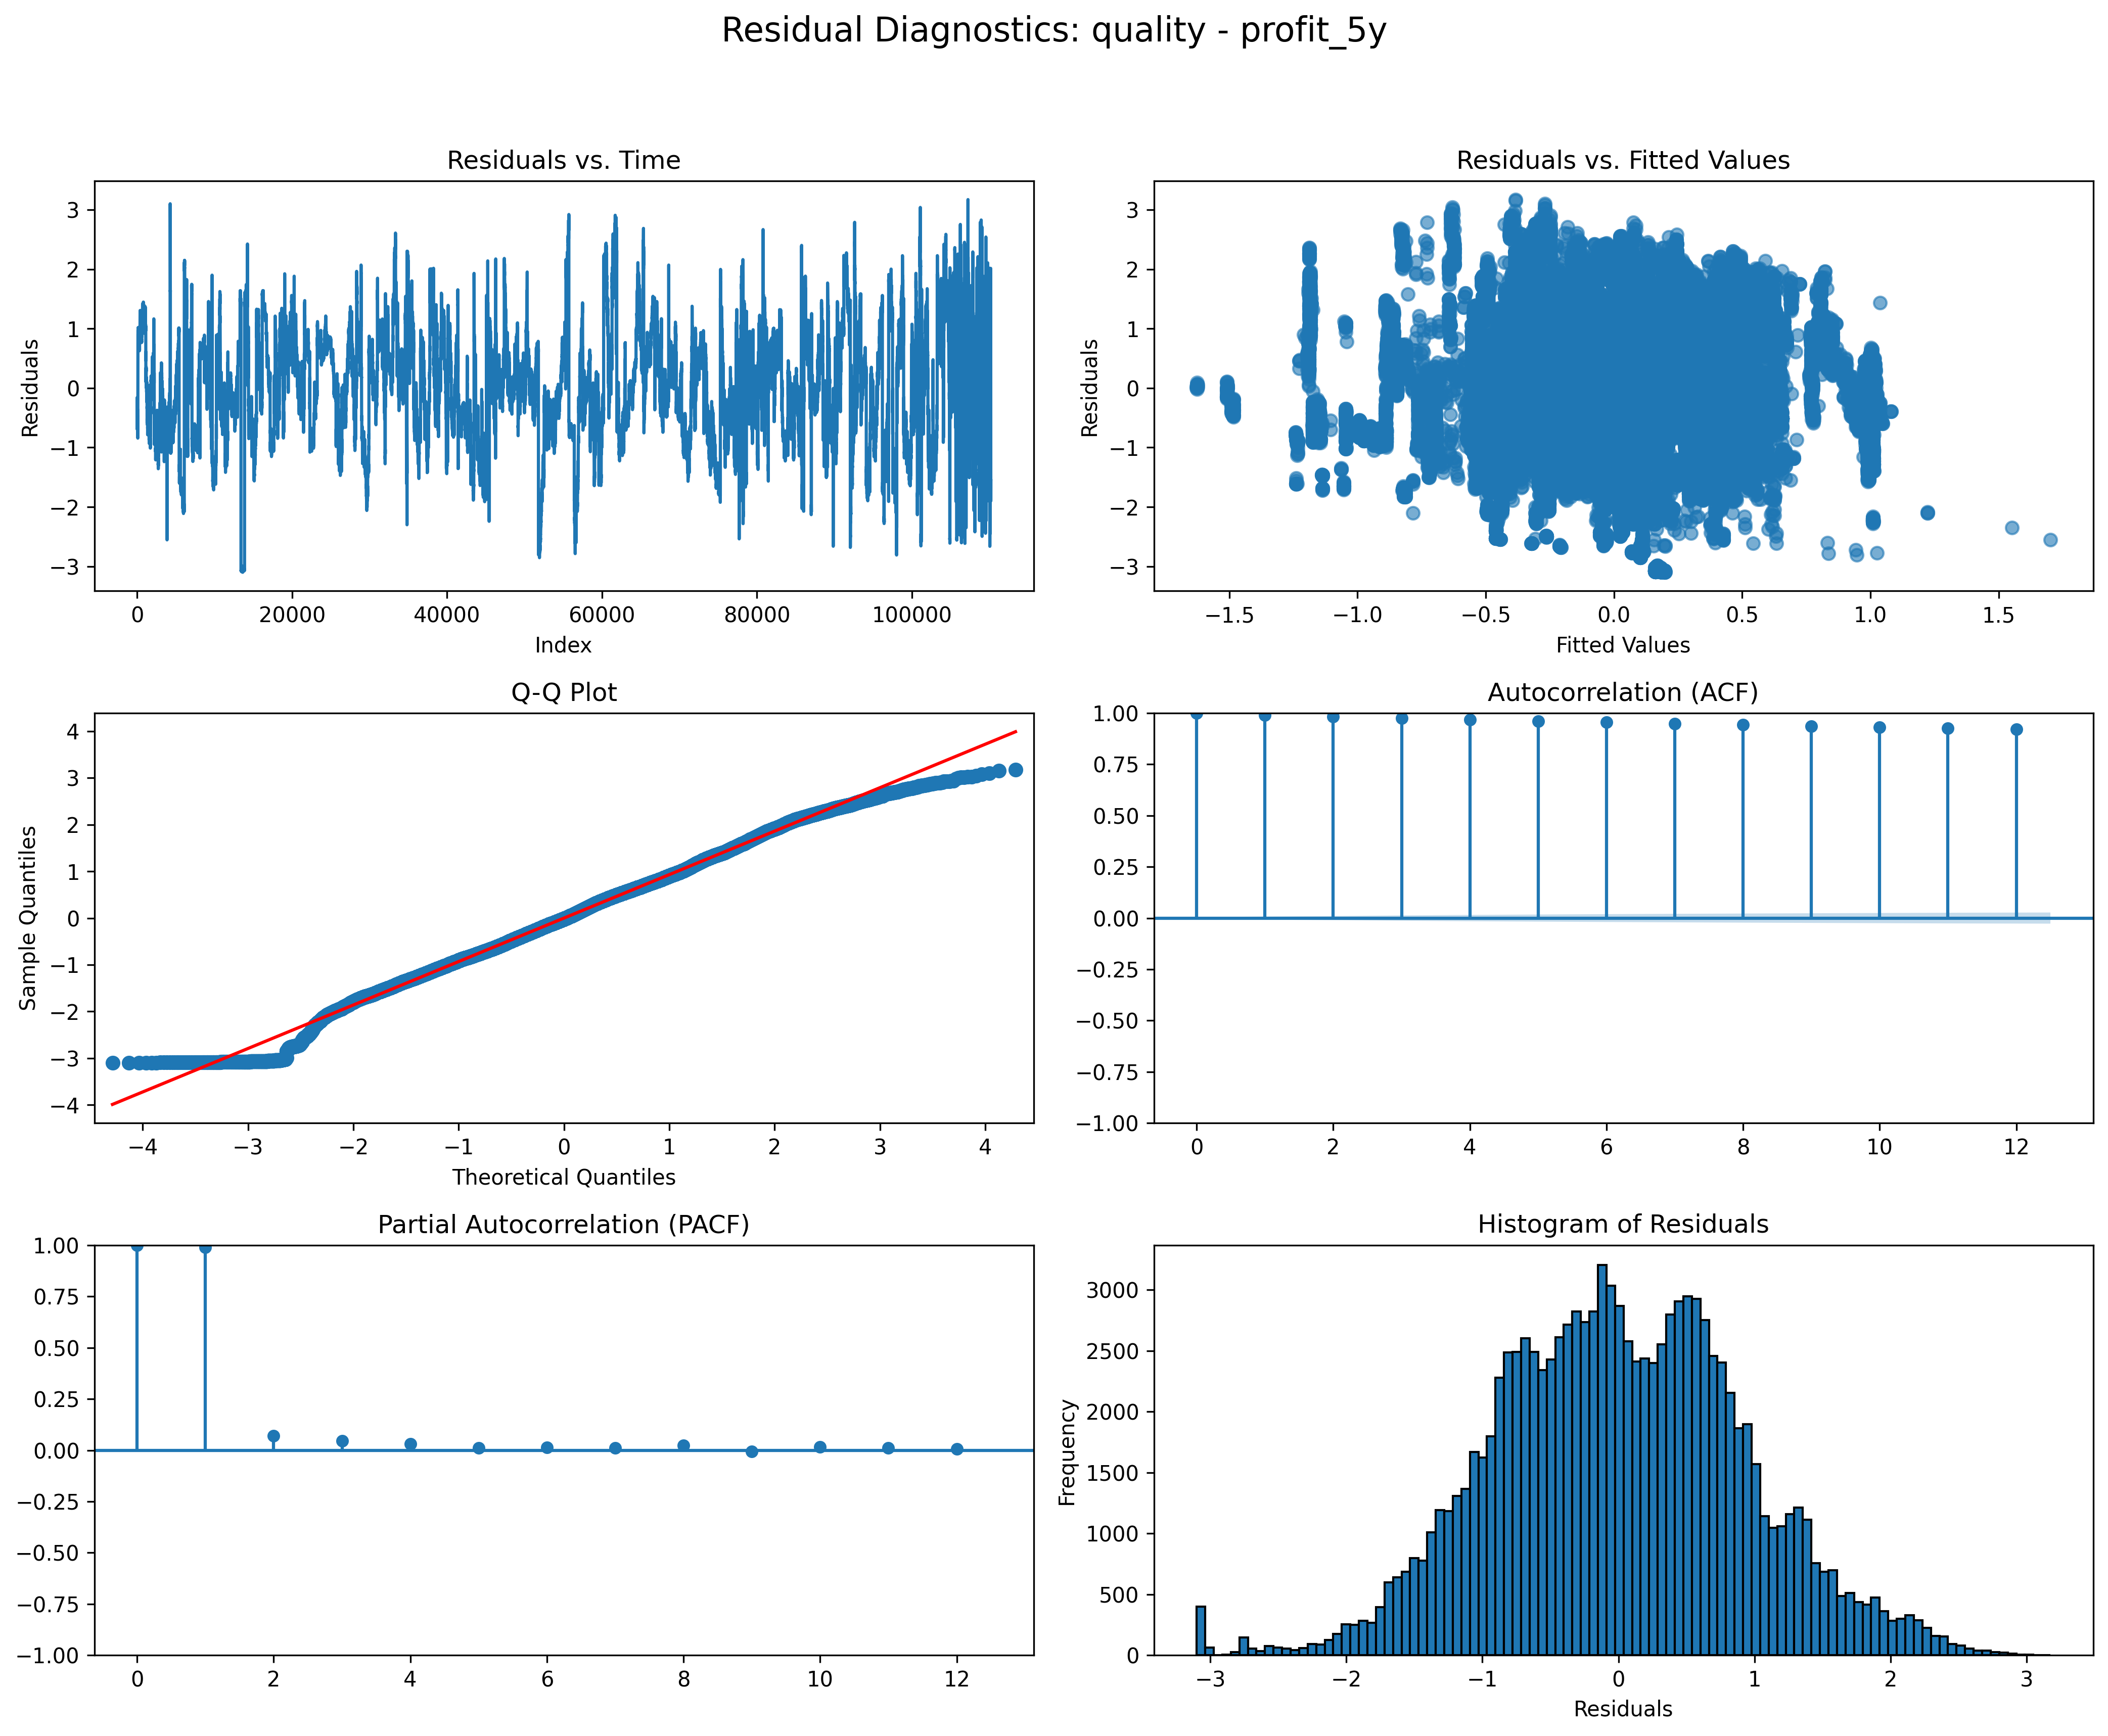 Residual Diagnostics: quality - profit_5y
Residuals vs. Time
3
2
1
0
−1
−2
−3
Residuals
0 20000 40000 60000 80000 100000
Index
Residuals vs. Fitted Values
3
2
1
0
−1
−2
−3
Residuals
−1.5 −1.0 −0.5 0.0 0.5 1.0 1.5
Fitted Values
Q-Q Plot
4
3
2
1
0
−1
−2
−3
−4
Sample Quantiles
−4 −3 −2 −1 0 1 2 3 4
Theoretical Quantiles
Autocorrelation (ACF)
1.00
0.75
0.50
0.25
0.00
−0.25
−0.50
−0.75
−1.00
0 2 4 6 8 10 12
Partial Autocorrelation (PACF)
1.00
0.75
0.50
0.25
0.00
−0.25
−0.50
−0.75
−1.00
0 2 4 6 8 10 12
Histogram of Residuals
3000
2500
2000
1500
1000
500
0
Frequency
−3 −2 −1 0 1 2 3
Residuals